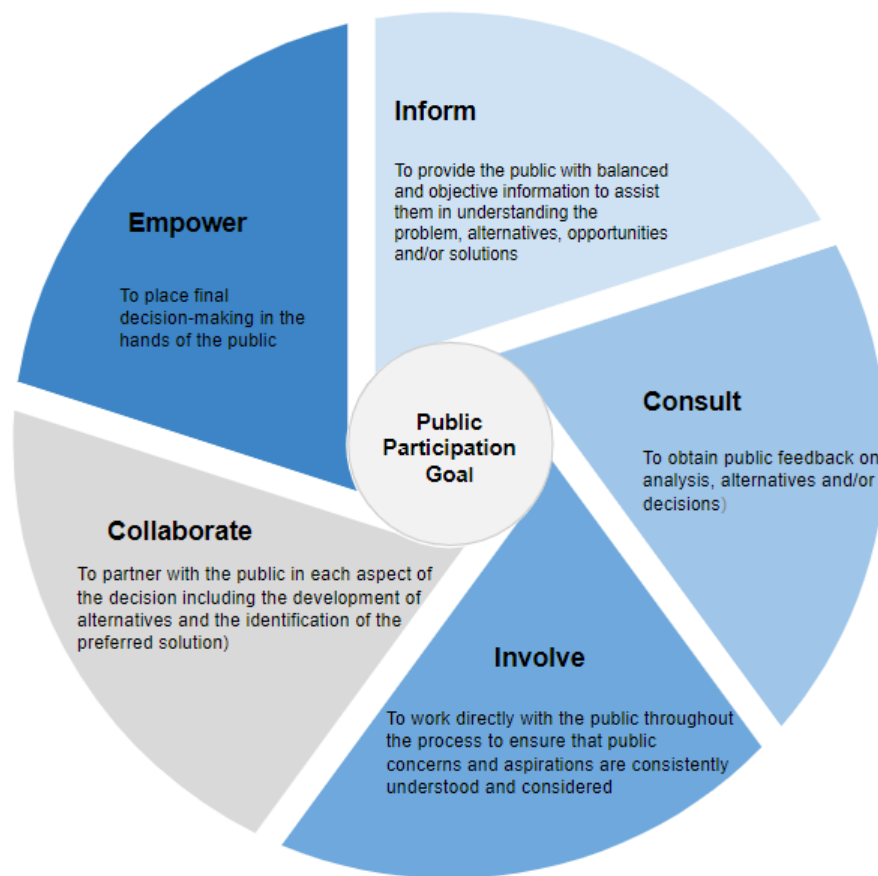 Inform
To provide the public with balanced
and objective information to assist
them in understanding the
problem, alternatives, opportunities
and/or solutions
Consult
To obtain public feedback on
analysis, alternatives and/or
decisions)
Involve
To work directly with the public throughout
the process to ensure that public
concerns and aspirations are consistently
understood and considered
Collaborate
To partner with the public in each aspect of
the decision including the development of
alternatives and the identification of the
preferred solution)
Empower
To place final
decision-making in the
hands of the public
Public
Participation
Goal